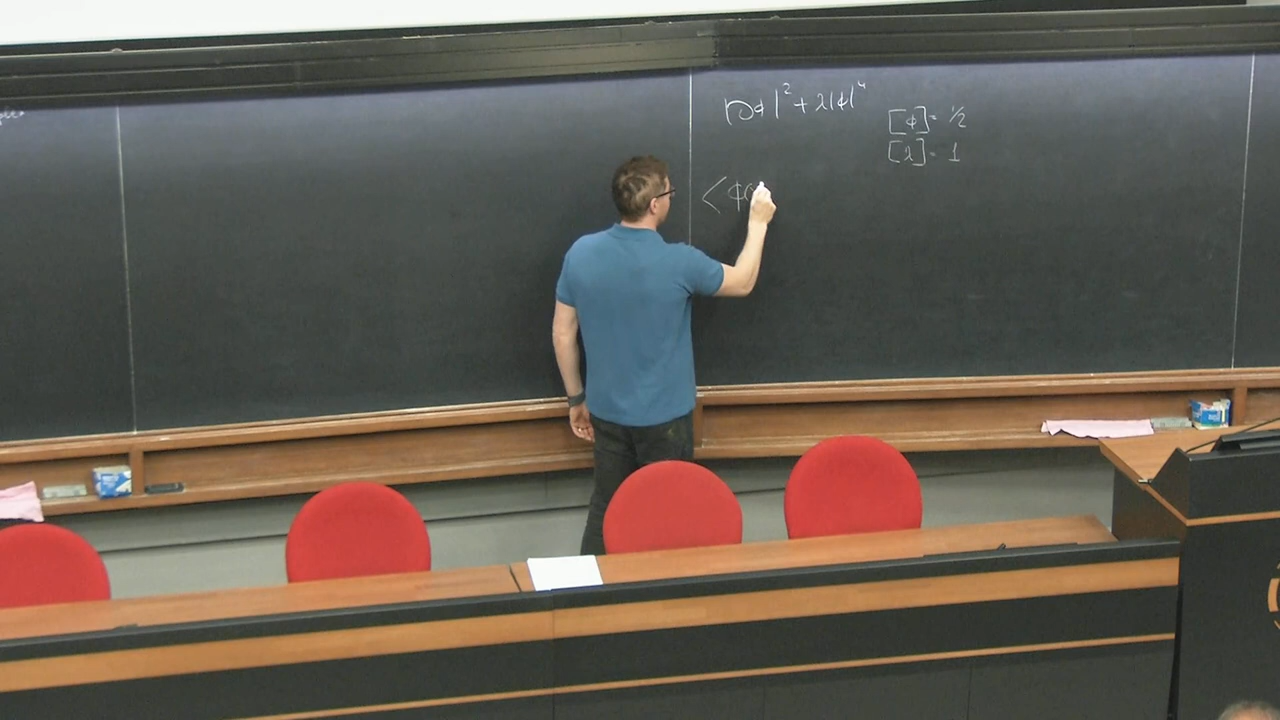 |∂φ|² + λ|φ|⁴
[φ] = 1/2
[λ] = 1
<φ(